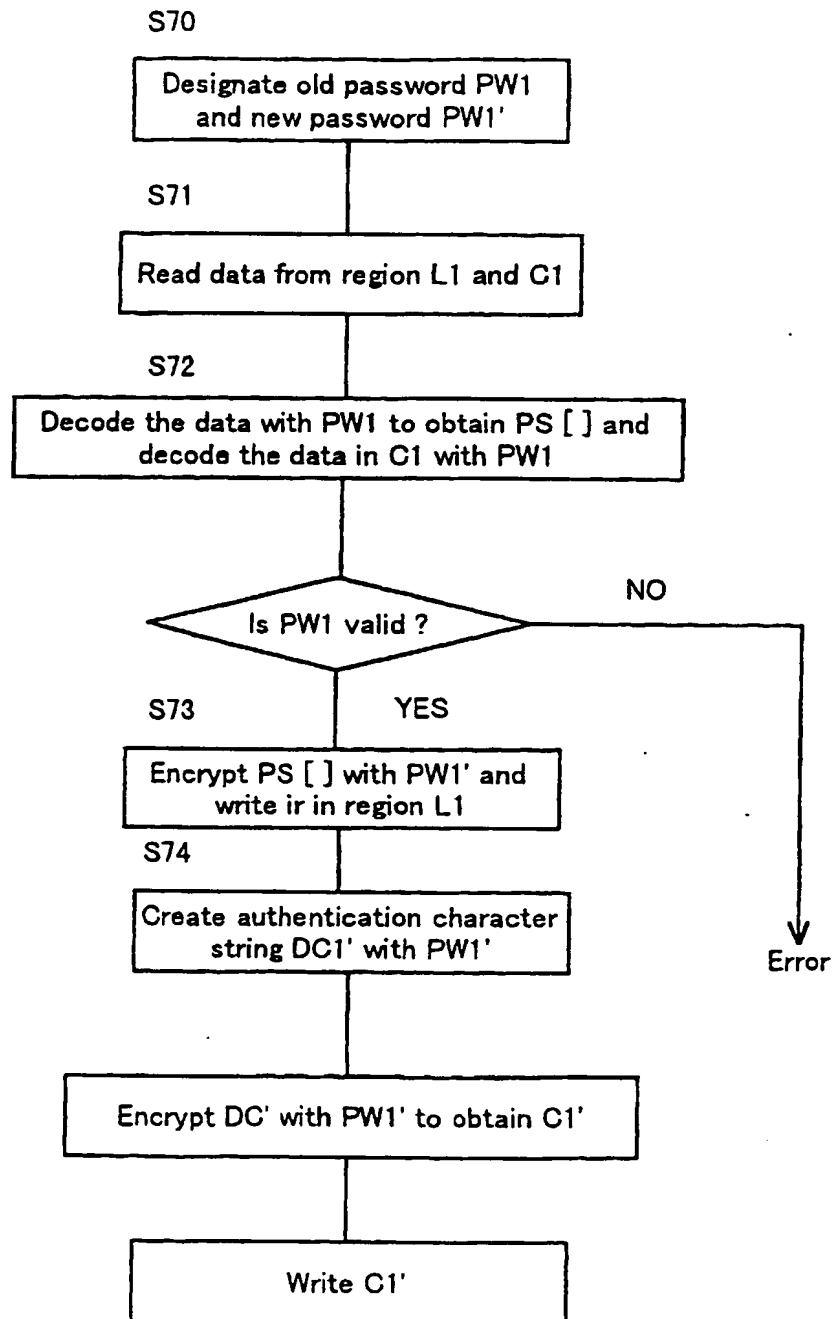 S70
Designate old password PW1
and new password PW1'
S71
Read data from region L1 and C1
S72
Decode the data with PW1 to obtain PS [ ] and
decode the data in C1 with PW1
Is PW1 valid ?
NO
S73
YES
Encrypt PS [ ] with PW1' and
write ir in region L1
S74
Create authentication character
string DC1' with PW1'
Error
Encrypt DC' with PW1' to obtain C1'
Write C1'